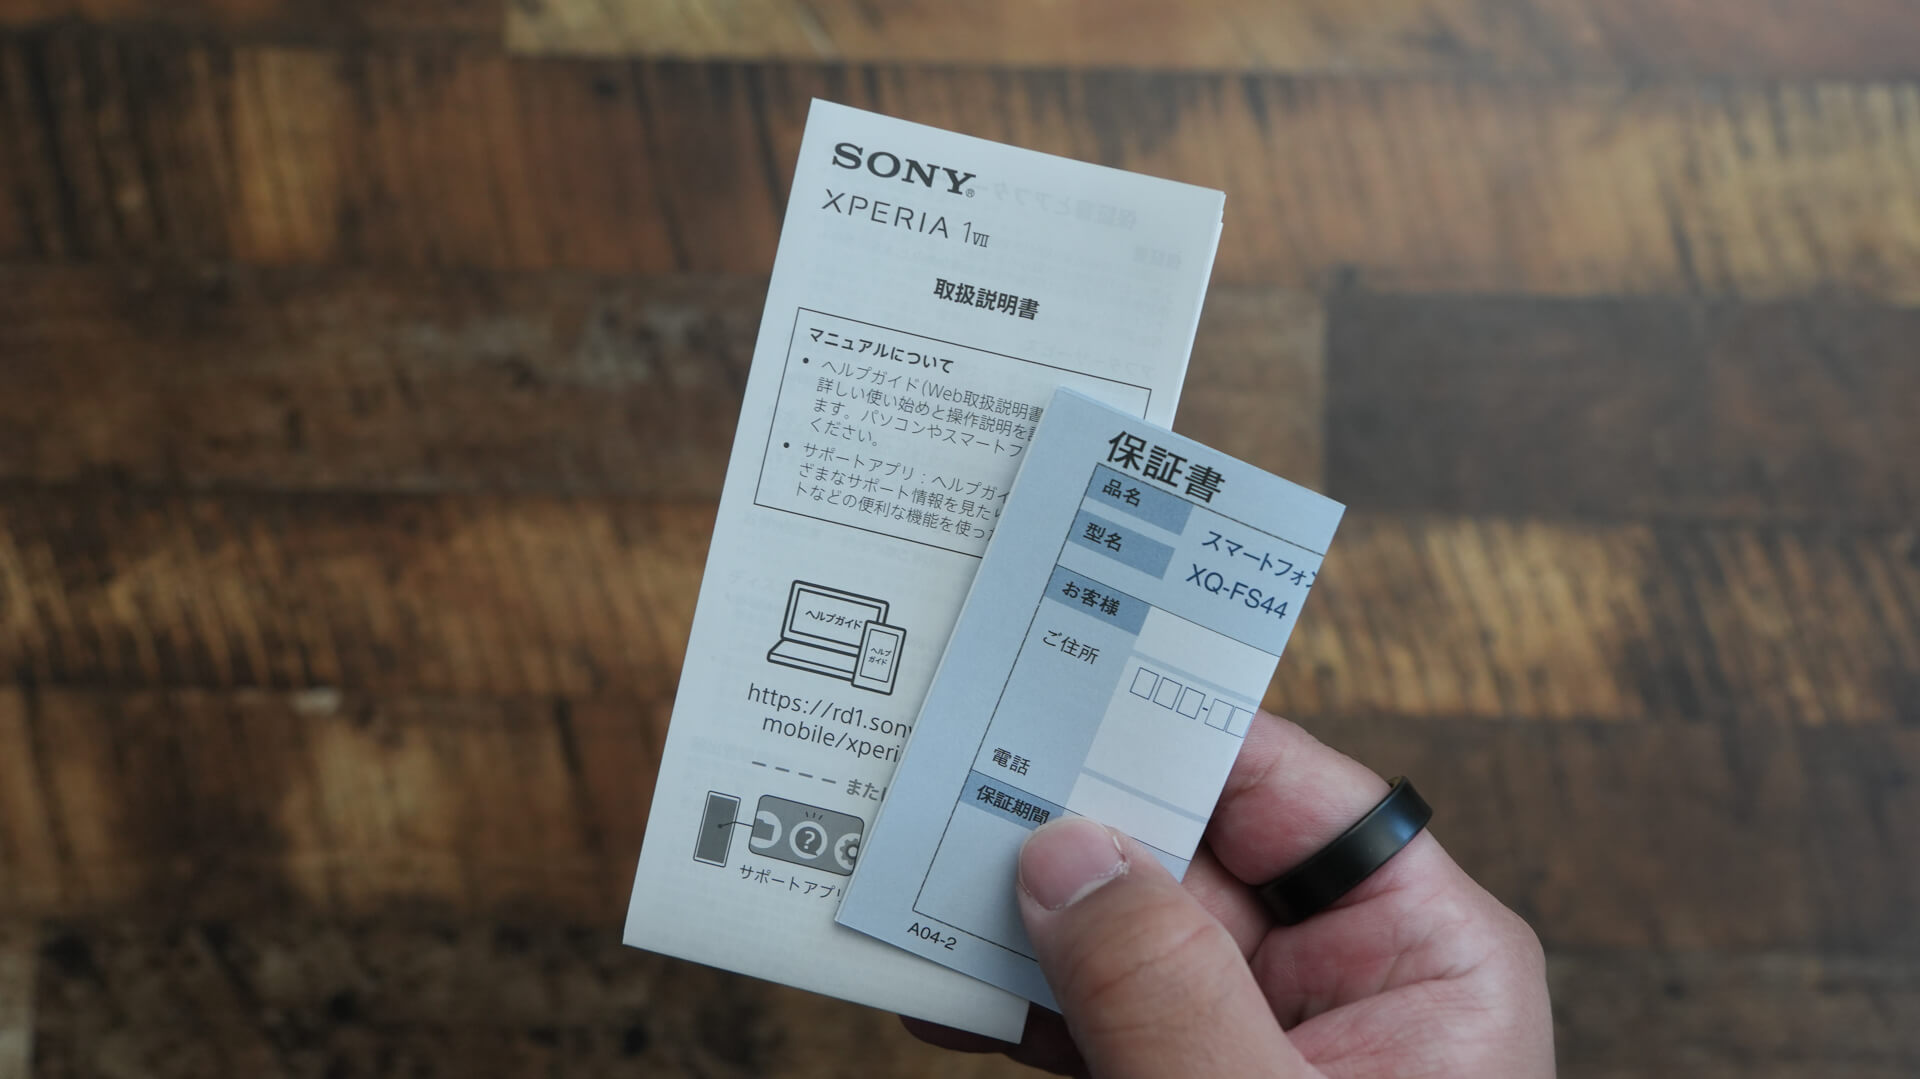 SONY®
XPERIA 1VII
取扱説明書
マニュアルについて
• ヘルプガイド(Web取扱説明書
詳しい使い始めと操作説明を
ます。パソコンやスマートフ
ください。
• サポートアプリ:ヘルプガイ
ざまなサポート情報を見た
トなどの便利な機能を使っ
ヘルプガイド
ヘルプ
ガイド
https://rd1.sony
mobile/xperi
また
?
サポートアプリ
保証書
品名
スマートフォン
型名
XQ-FS44
お客様
ご住所
電話
保証期間
A04-2